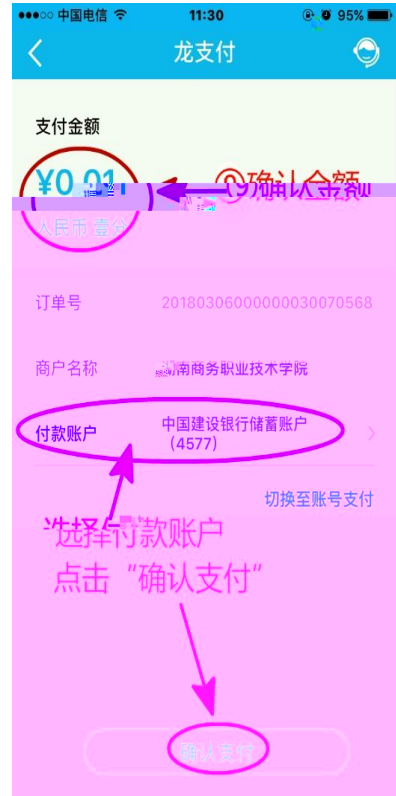 中国电信
11:30
95%
龙支付
支付金额
¥0.01
⑨确认金额
人民币 壹分
订单号 20180306000000030070568
商户名称 湖南商务职业技术学院
付款账户 中国建设银行储蓄账户
（4577）
切换至账号支付
选择付款账户
点击“确认支付”
确认支付